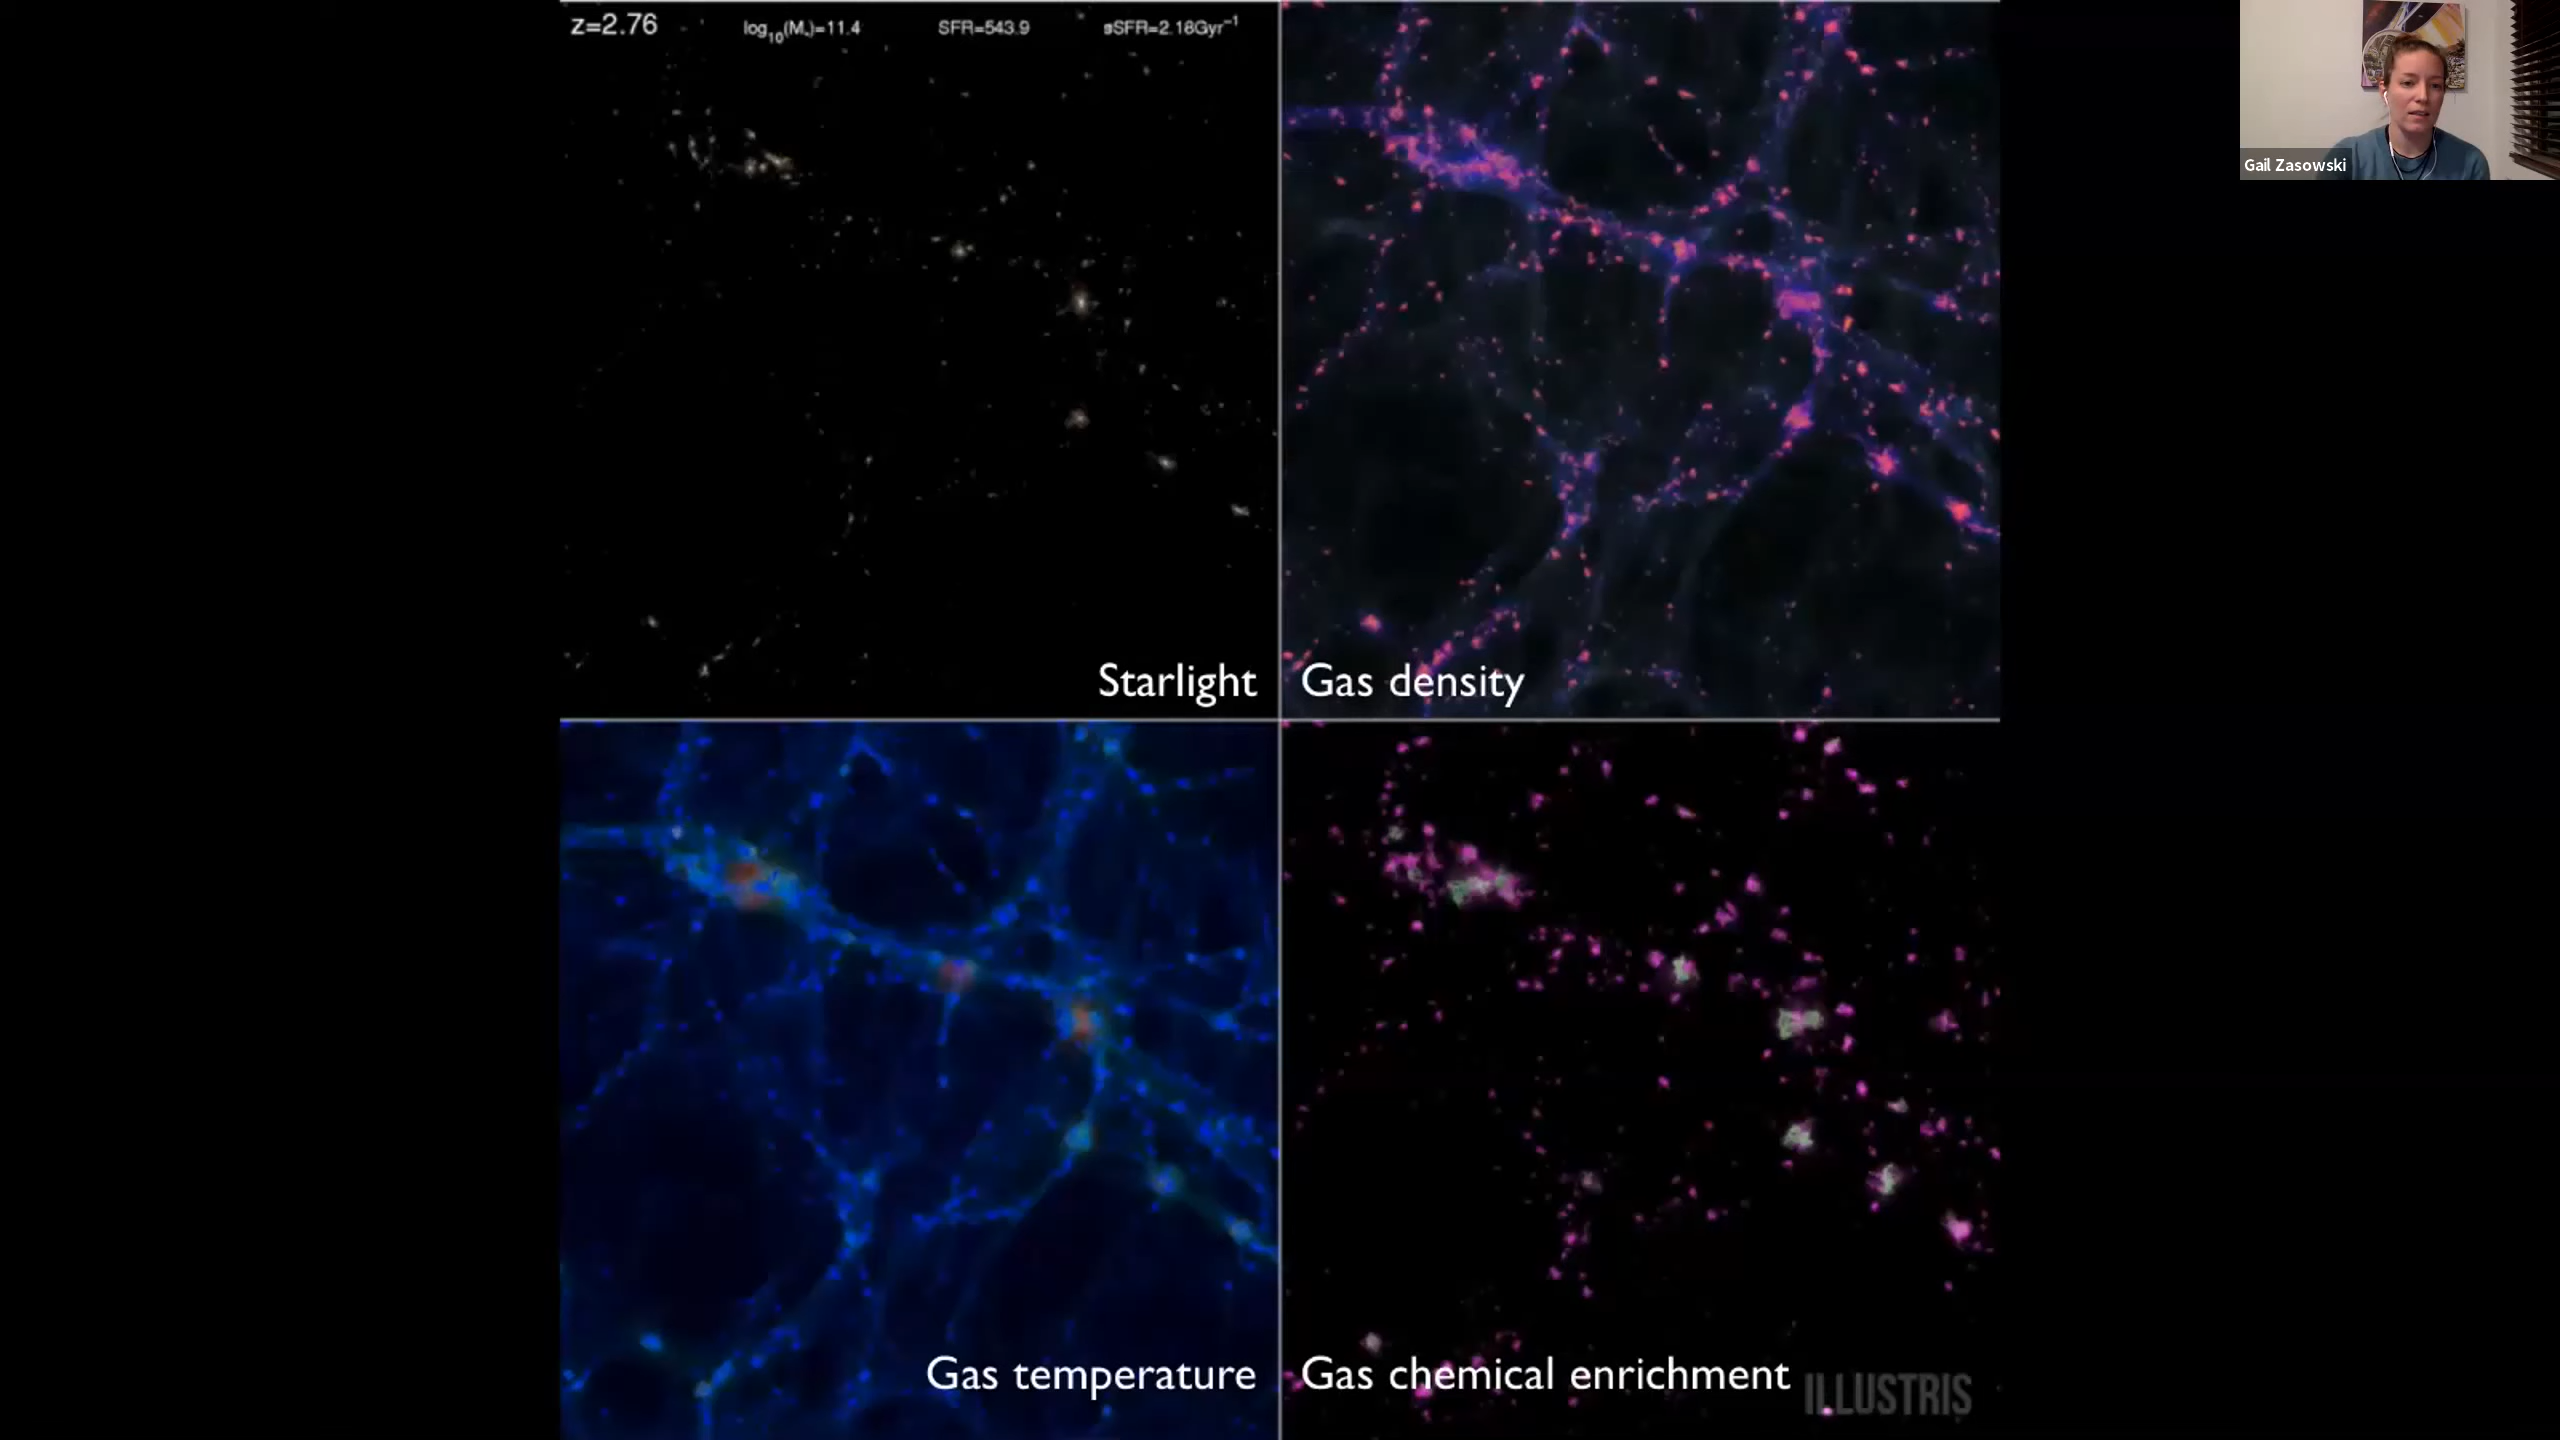 z=2.76
log10(M*)=11.4
SFR=543.9
sSFR=2.18Gyr⁻¹
Gail Zasowski
Starlight
Gas density
Gas temperature
Gas chemical enrichment
ILLUSTRIS